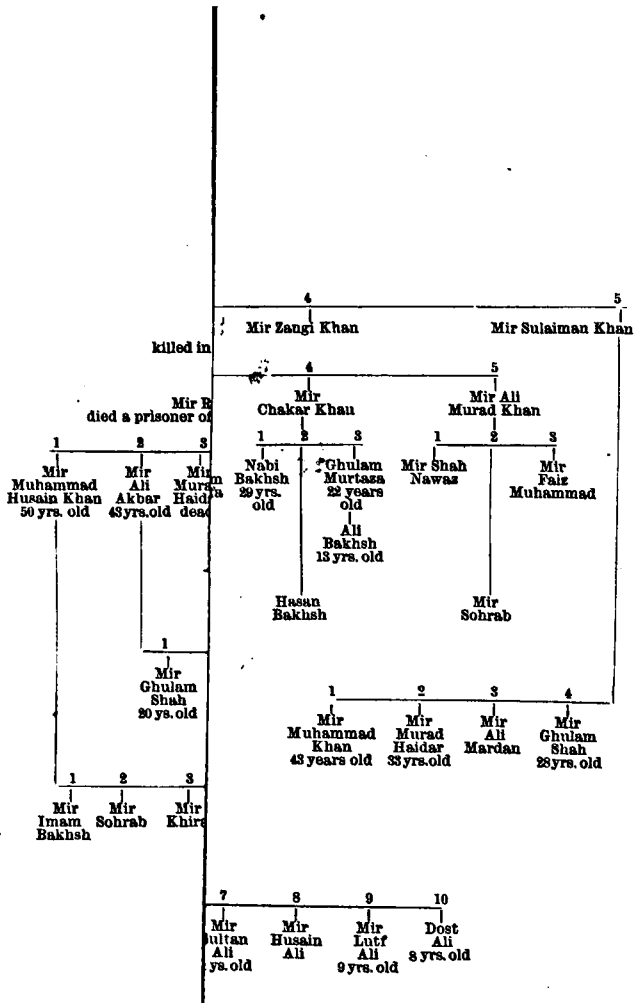 4 5
Mir Zangi Khan Mir Sulaiman Khan
killed in
4 5
Mir Mir Ali
Chakar Khan Murad Khan
died a prisoner of
1 2 3 1 2 3 1 2 3
Mir Mir Nabi Ghulam Mir Shah Mir
Muhammad Ali Bakhsh Murtaza Nawaz Faiz
Husain Khan Akbar 29 yrs. 22 years Muhammad
50 yrs. old 43 yrs. old old old
Ali
Bakhsh
13 yrs. old
Hasan Mir
Bakhsh Sohrab
1
Mir
Ghulam
Shah
20 ys. old
1 2 3 4
Mir Mir Mir Mir
Muhammad Murad Ali Ghulam
Khan Haidar Mardan Shah
43 years old 33 yrs. old 28 yrs. old
1 2 3
Mir Mir Mir
Imam Sohrab
Bakhsh
7 8 9 10
Mir Mir Mir Dost
Husain Lutf Ali
Ali Ali Ali 8 yrs. old
ys. old 9 yrs. old